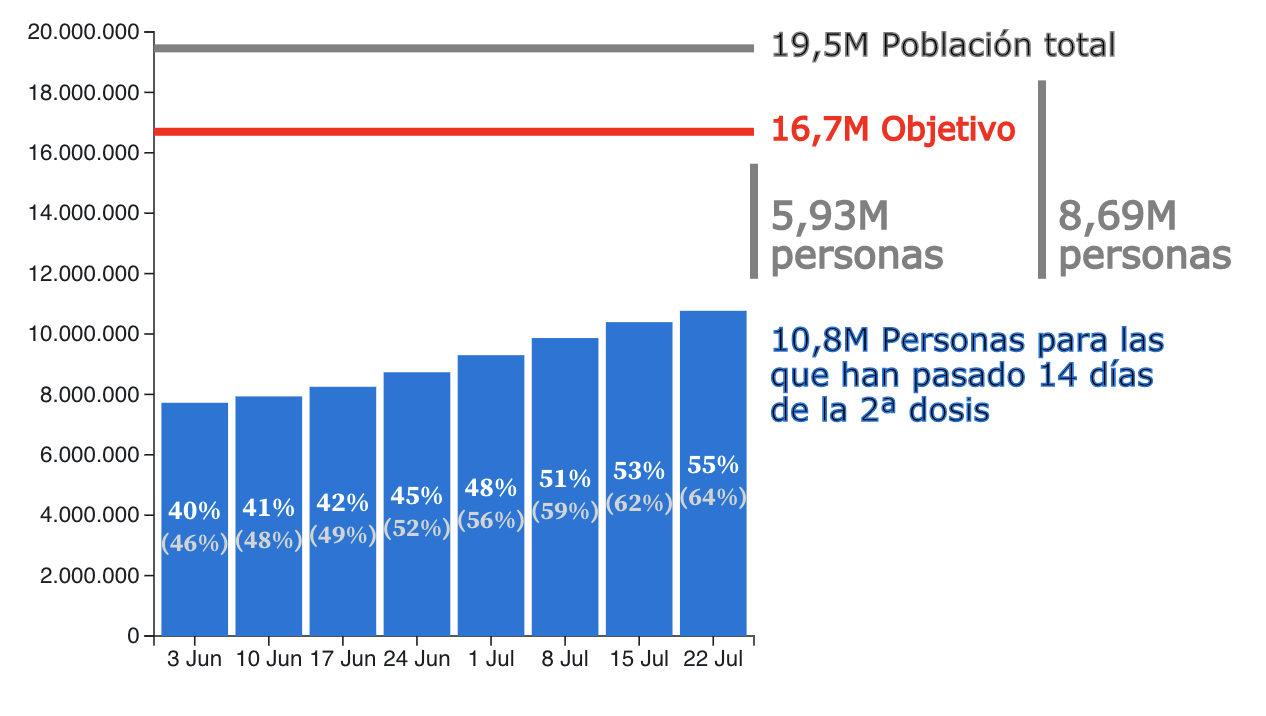 20.000.000
19,5M Población total
18.000.000
16,7M Objetivo
16.000.000
14.000.000
5,93M
personas
8,69M
personas
12.000.000
10.000.000
10,8M Personas para las
que han pasado 14 días
de la 2ª dosis
8.000.000
6.000.000
4.000.000
2.000.000
0
40%
(46%)
41%
(48%)
42%
(49%)
45%
(52%)
48%
(56%)
51%
(59%)
53%
(62%)
55%
(64%)
3 Jun 10 Jun 17 Jun 24 Jun 1 Jul 8 Jul 15 Jul 22 Jul